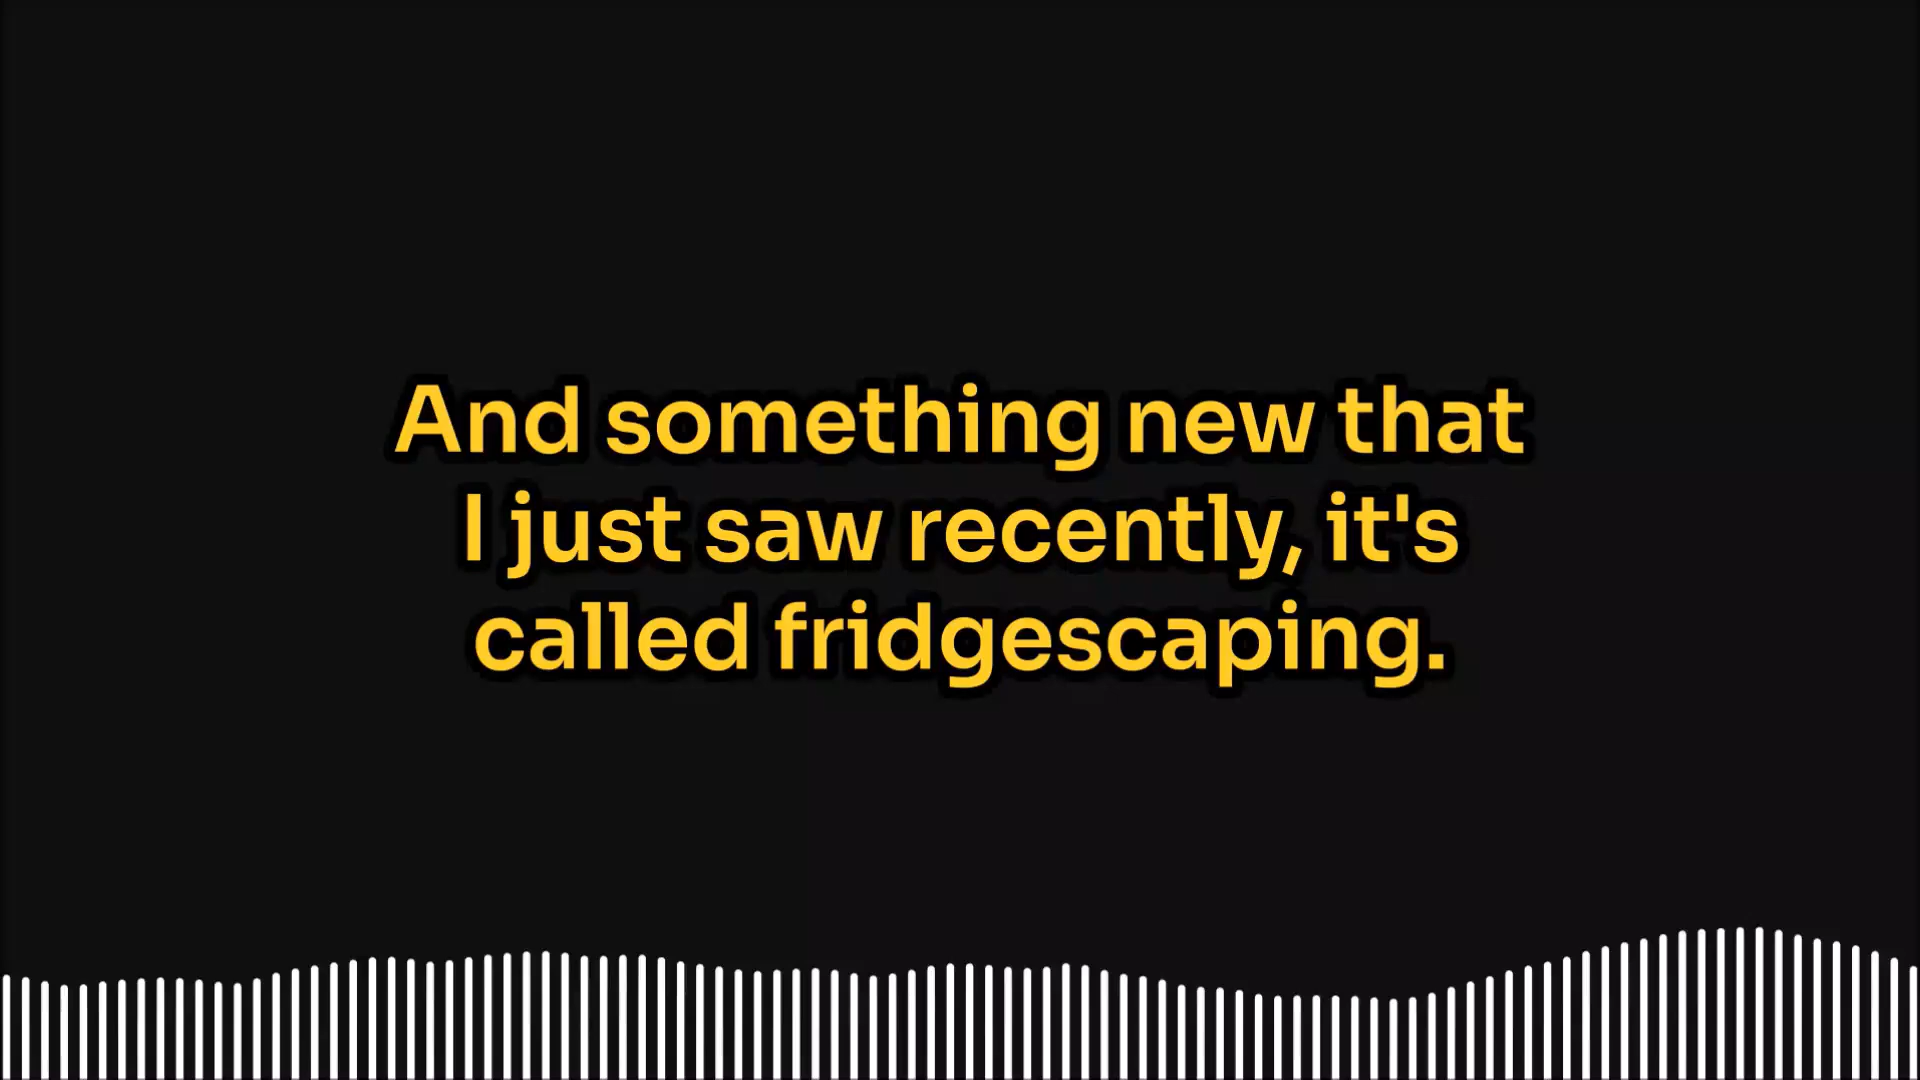 And something new that
I just saw recently, it's
called fridgescaping.